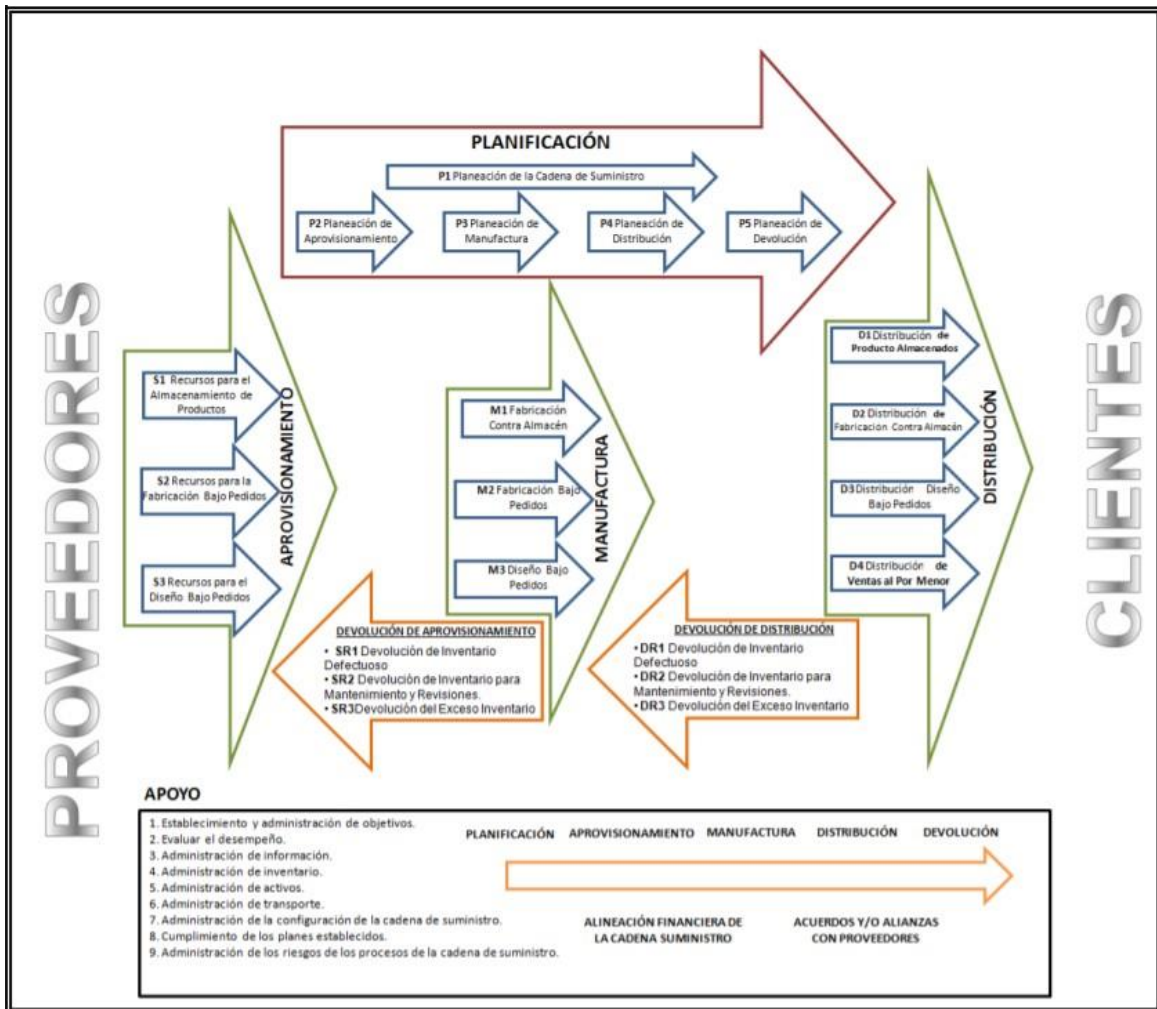 PLANIFICACIÓN
P1 Planeación de la Cadena de Suministro
P2 Planeación de
Aprovisionamiento
P3 Planeación de
Manufactura
P4 Planeación de
Distribución
P5 Planeación de
Devolución
PROVEEDORES
S1 Recursos para el
Almacenamiento de
Productos
S2 Recursos para la
Fabricación Bajo Pedidos
S3 Recursos para el
Diseño Bajo Pedidos
APROVISIONAMIENTO
M1 Fabricación
Contra Almacén
M2 Fabricación Bajo
Pedidos
M3 Diseño Bajo
Pedidos
MANUFACTURA
D1 Distribución de
Producto Almacenados
D2 Distribución de
Fabricación Contra Almacén
D3 Distribución Diseño
Bajo Pedidos
D4 Distribución de
Ventas al Por Menor
DISTRIBUCIÓN
CLIENTES
DEVOLUCIÓN DE APROVISIONAMIENTO
• SR1 Devolución de Inventario
Defectuoso
• SR2 Devolución de Inventario para
Mantenimiento y Revisiones.
• SR3Devolución del Exceso Inventario
DEVOLUCIÓN DE DISTRIBUCIÓN
• DR1 Devolución de Inventario
Defectuoso
• DR2 Devolución de Inventario para
Mantenimiento y Revisiones.
• DR3 Devolución del Exceso Inventario
APOYO
1. Establecimiento y administración de objetivos.
2. Evaluar el desempeño.
3. Administración de información.
4. Administración de inventario.
5. Administración de activos.
6. Administración de transporte.
7. Administración de la configuración de la cadena de suministro.
8. Cumplimiento de los planes establecidos.
9. Administración de los riesgos de los procesos de la cadena de suministro.
PLANIFICACIÓN APROVISIONAMIENTO MANUFACTURA DISTRIBUCIÓN DEVOLUCIÓN
ALINEACIÓN FINANCIERA DE
LA CADENA SUMINISTRO
ACUERDOS Y/O ALIANZAS
CON PROVEEDORES